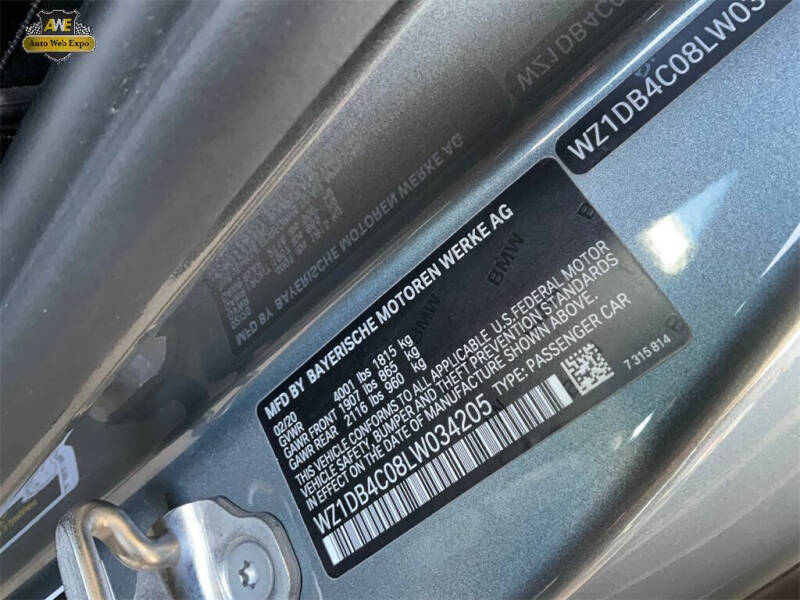 AWE
Auto Web Expo
WZ1DB4C08LW03
MFD BY BAYERISCHE MOTOREN WERKE AG
BMW
BMW
02/20
GVWR 4001 lbs 1815 kg
GAWR FRONT 1907 lbs 865 kg
GAWR REAR 2116 lbs 960 kg
THIS VEHICLE CONFORMS TO ALL APPLICABLE U.S.FEDERAL MOTOR
VEHICLE SAFETY, BUMPER AND THEFT PREVENTION STANDARDS
IN EFFECT ON THE DATE OF MANUFACTURE SHOWN ABOVE.
TYPE: PASSENGER CAR
WZ1DB4C08LW034205
7315814